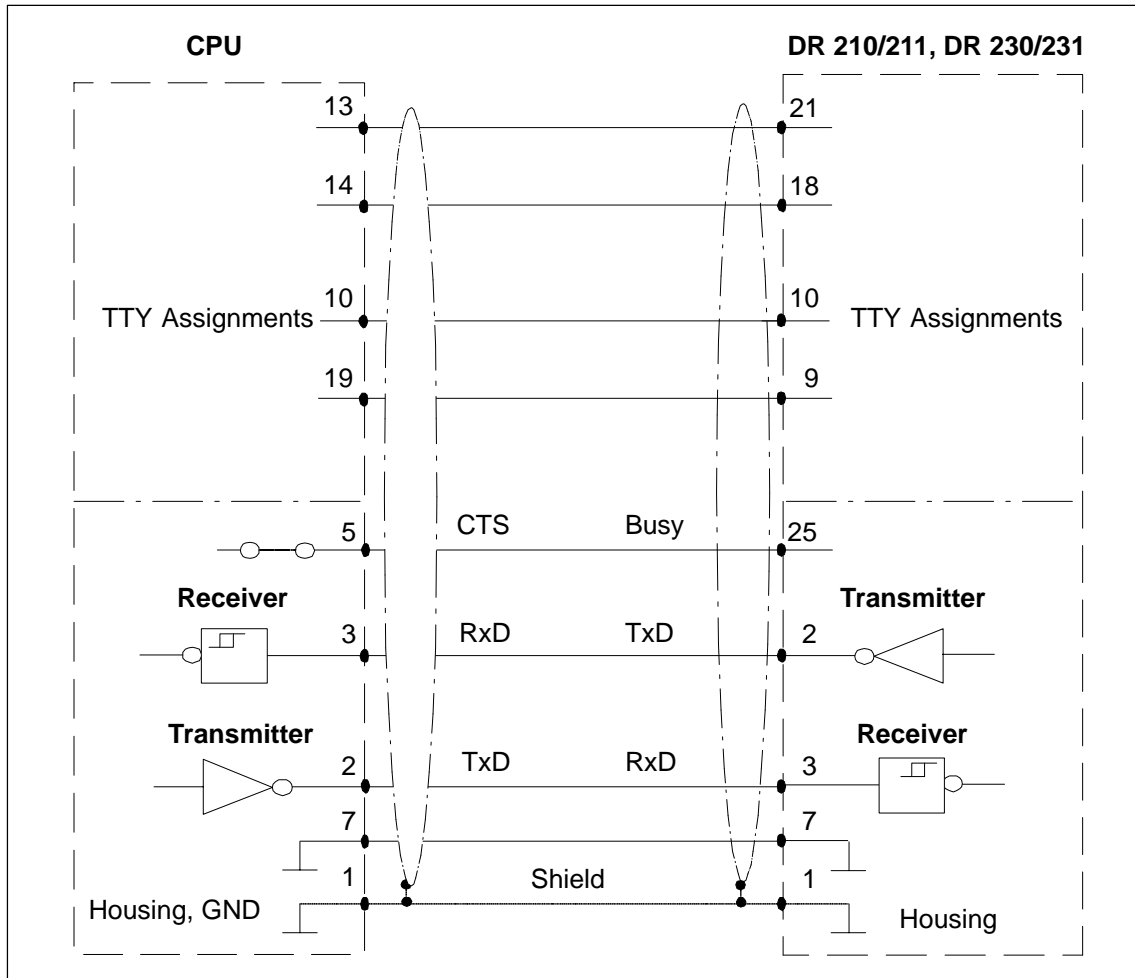 CPU DR 210/211, DR 230/231
13 21
14 18
10 10
TTY Assignments TTY Assignments
19 9
5 CTS Busy 25
Receiver Transmitter
3 RxD TxD 2
Transmitter Receiver
2 TxD RxD 3
7 7
1 Shield 1
Housing, GND Housing